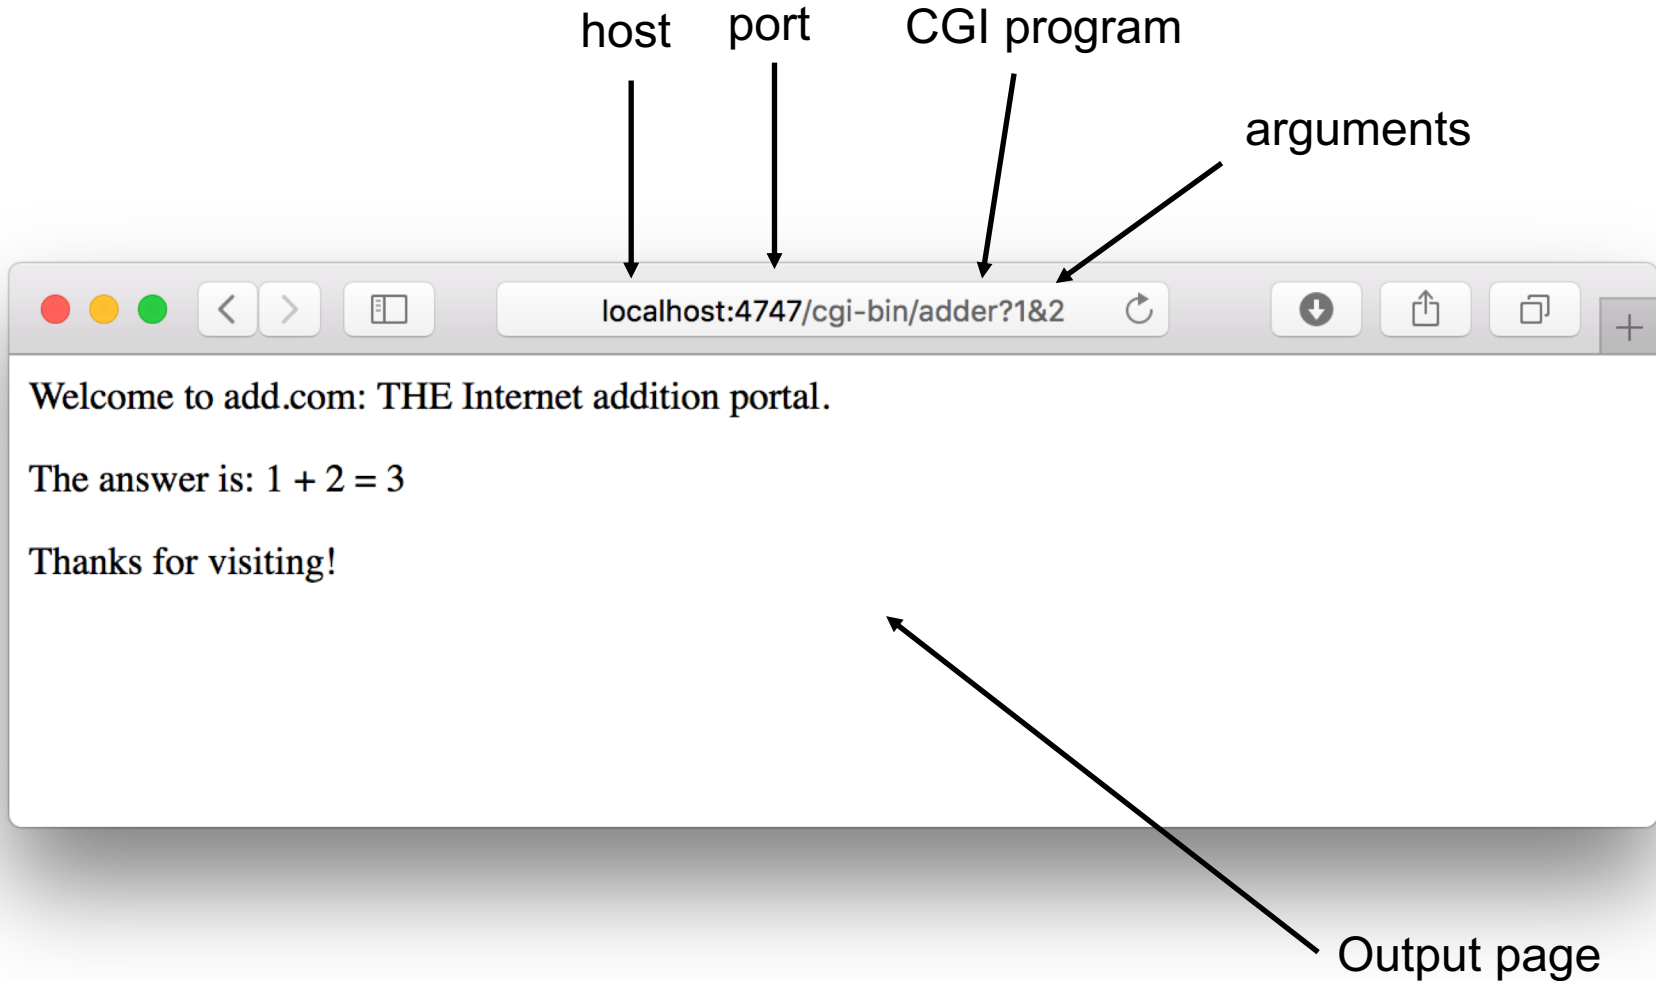 host port CGI program
arguments
localhost:4747/cgi-bin/adder?1&2
Welcome to add.com: THE Internet addition portal.
The answer is: 1 + 2 = 3
Thanks for visiting!
Output page